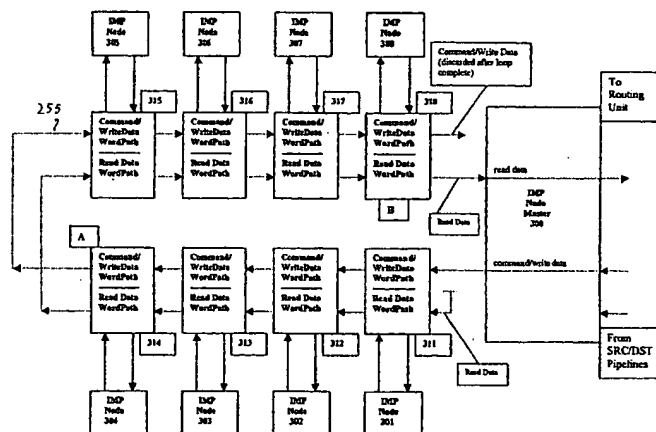 IMP
Node
305
IMP
Node
306
IMP
Node
307
IMP
Node
308
Command/Write Data
(discarded after loop
complete)
To
Routing
Unit
255
315
316
317
318
Command/
WriteData
WordPath
Read Data
WordPath
Command/
WriteData
WordPath
Read Data
WordPath
Command/
WriteData
WordPath
Read Data
WordPath
Command/
WriteData
WordPath
Read Data
WordPath
read data
IMP
Node
Master
300
B
Read Data
A
Command/
WriteData
WordPath
Read Data
WordPath
Command/
WriteData
WordPath
Read Data
WordPath
Command/
WriteData
WordPath
Read Data
WordPath
Command/
WriteData
WordPath
Read Data
WordPath
command/write data
314
313
312
311
Read Data
From
SRC/DST
Pipelines
IMP
Node
304
IMP
Node
303
IMP
Node
302
IMP
Node
301